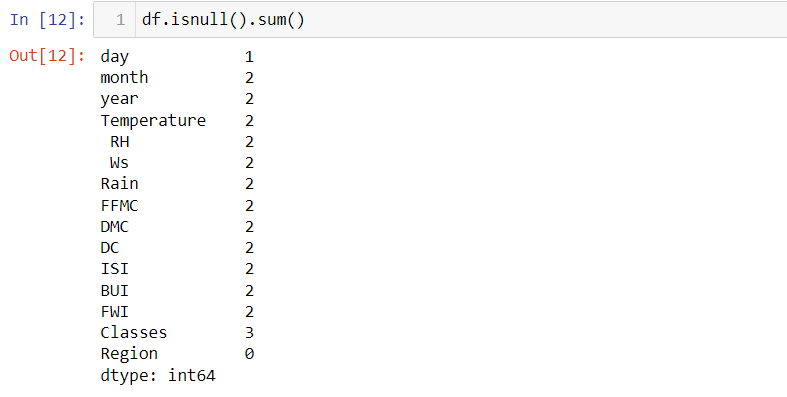 In [12]: 1 df.isnull().sum()
Out[12]: day 1
month 2
year 2
Temperature 2
 RH 2
 Ws 2
Rain 2
FFMC 2
DMC 2
DC 2
ISI 2
BUI 2
FWI 2
Classes 3
Region 0
dtype: int64